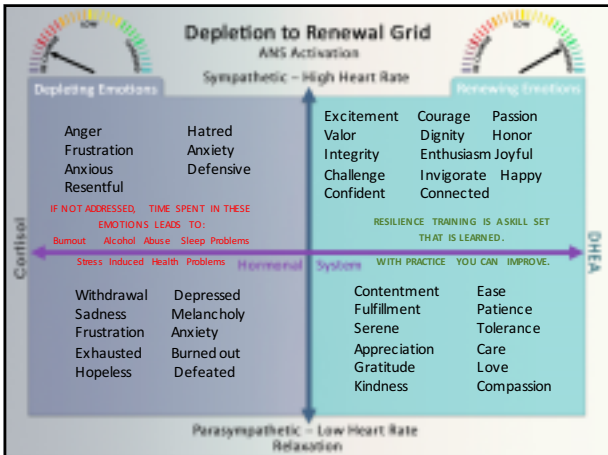 Depletion to Renewal Grid
ANS Activation
Sympathetic – High Heart Rate
LOW
LOW
Depleting Emotions
Renewing Emotions
Anger Hatred
Frustration Anxiety
Anxious Defensive
Resentful
Excitement Courage Passion
Valor Dignity Honor
Integrity Enthusiasm Joyful
Challenge Invigorate Happy
Confident Connected
IF NOT ADDRESSED, TIME SPENT IN THESE
EMOTIONS LEADS TO:
Burnout Alcohol Abuse Sleep Problems
Stress Induced Health Problems
RESILIENCE TRAINING IS A SKILL SET
THAT IS LEARNED.
WITH PRACTICE YOU CAN IMPROVE.
Cortisol
Hormonal System
DHEA
Withdrawal Depressed
Sadness Melancholy
Frustration Anxiety
Exhausted Burned out
Hopeless Defeated
Contentment Ease
Fulfillment Patience
Serene Tolerance
Appreciation Care
Gratitude Love
Kindness Compassion
Parasympathetic – Low Heart Rate
Relaxation